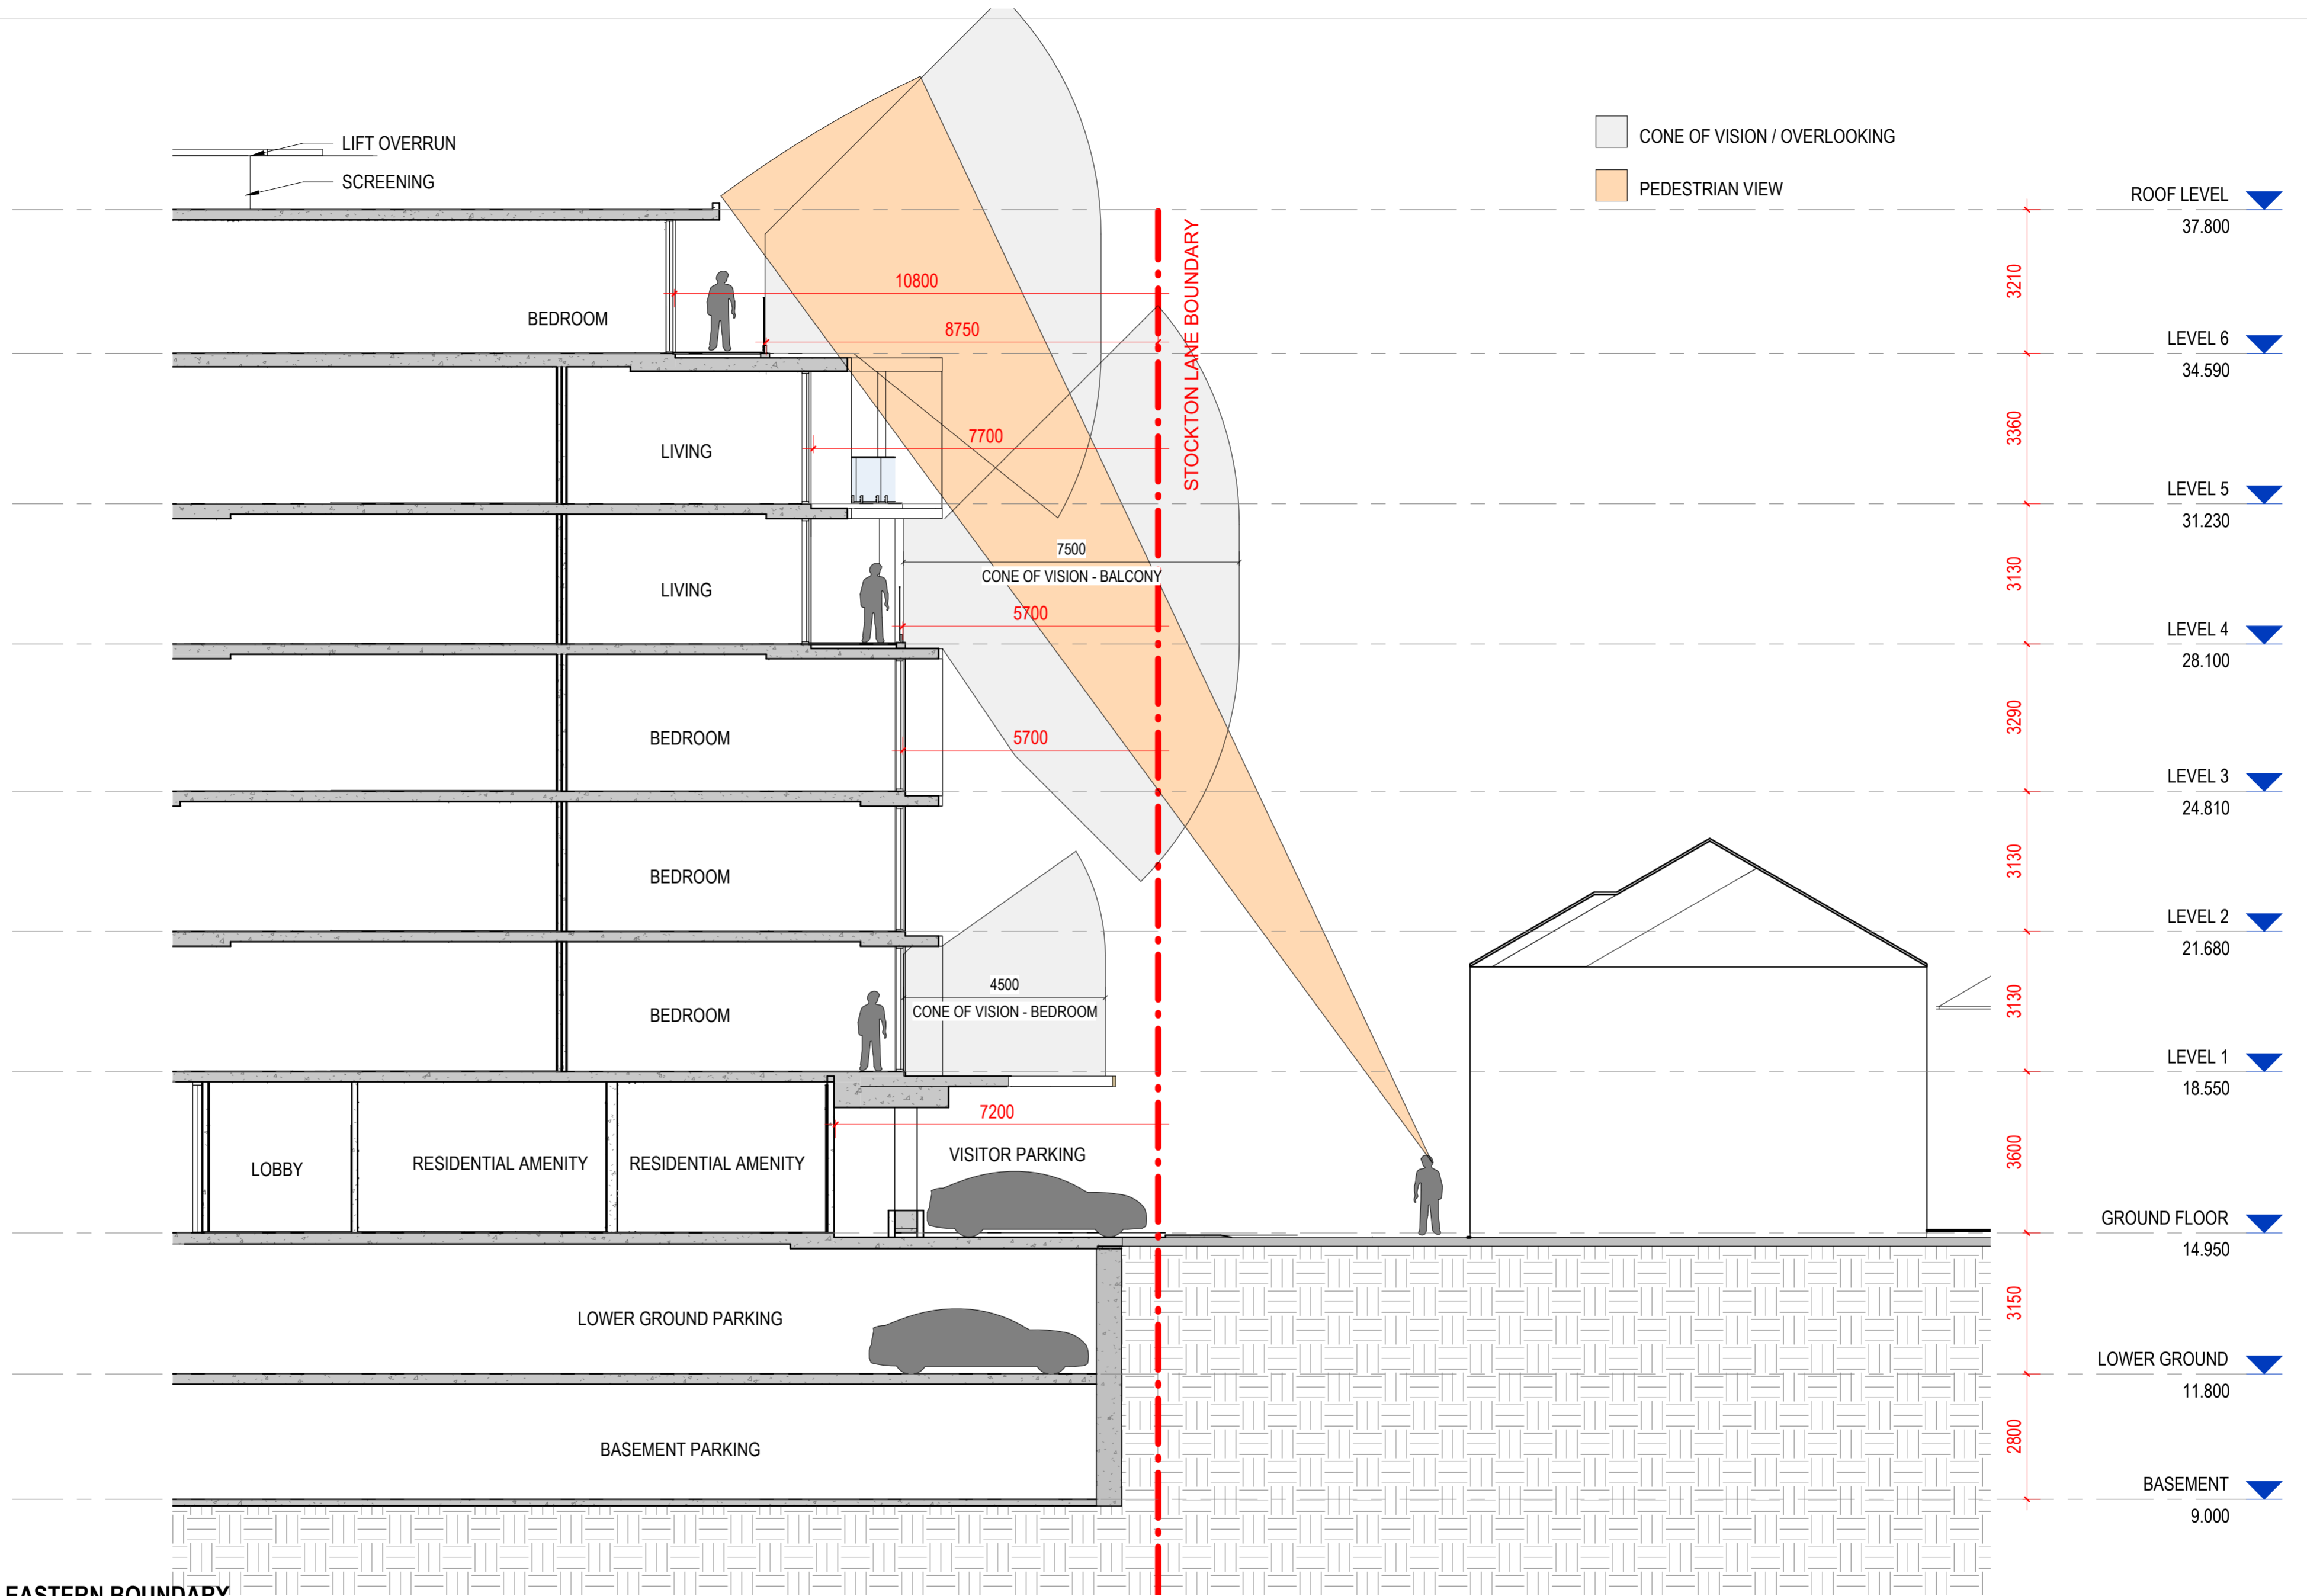 CONE OF VISION / OVERLOOKING
PEDESTRIAN VIEW
LIFT OVERRUN
SCREENING
ROOF LEVEL
37.800
STOCKTON LANE BOUNDARY
10800
3210
BEDROOM
8750
LEVEL 6
34.590
7700
3360
LIVING
LEVEL 5
31.230
7500
CONE OF VISION - BALCONY
3130
LIVING
5700
LEVEL 4
28.100
5700
3290
BEDROOM
LEVEL 3
24.810
3130
BEDROOM
LEVEL 2
21.680
4500
CONE OF VISION - BEDROOM
3130
BEDROOM
LEVEL 1
18.550
7200
3600
VISITOR PARKING
LOBBY
RESIDENTIAL AMENITY
RESIDENTIAL AMENITY
GROUND FLOOR
14.950
3150
LOWER GROUND PARKING
LOWER GROUND
11.800
2800
BASEMENT PARKING
BASEMENT
9.000
EASTERN BOUNDARY